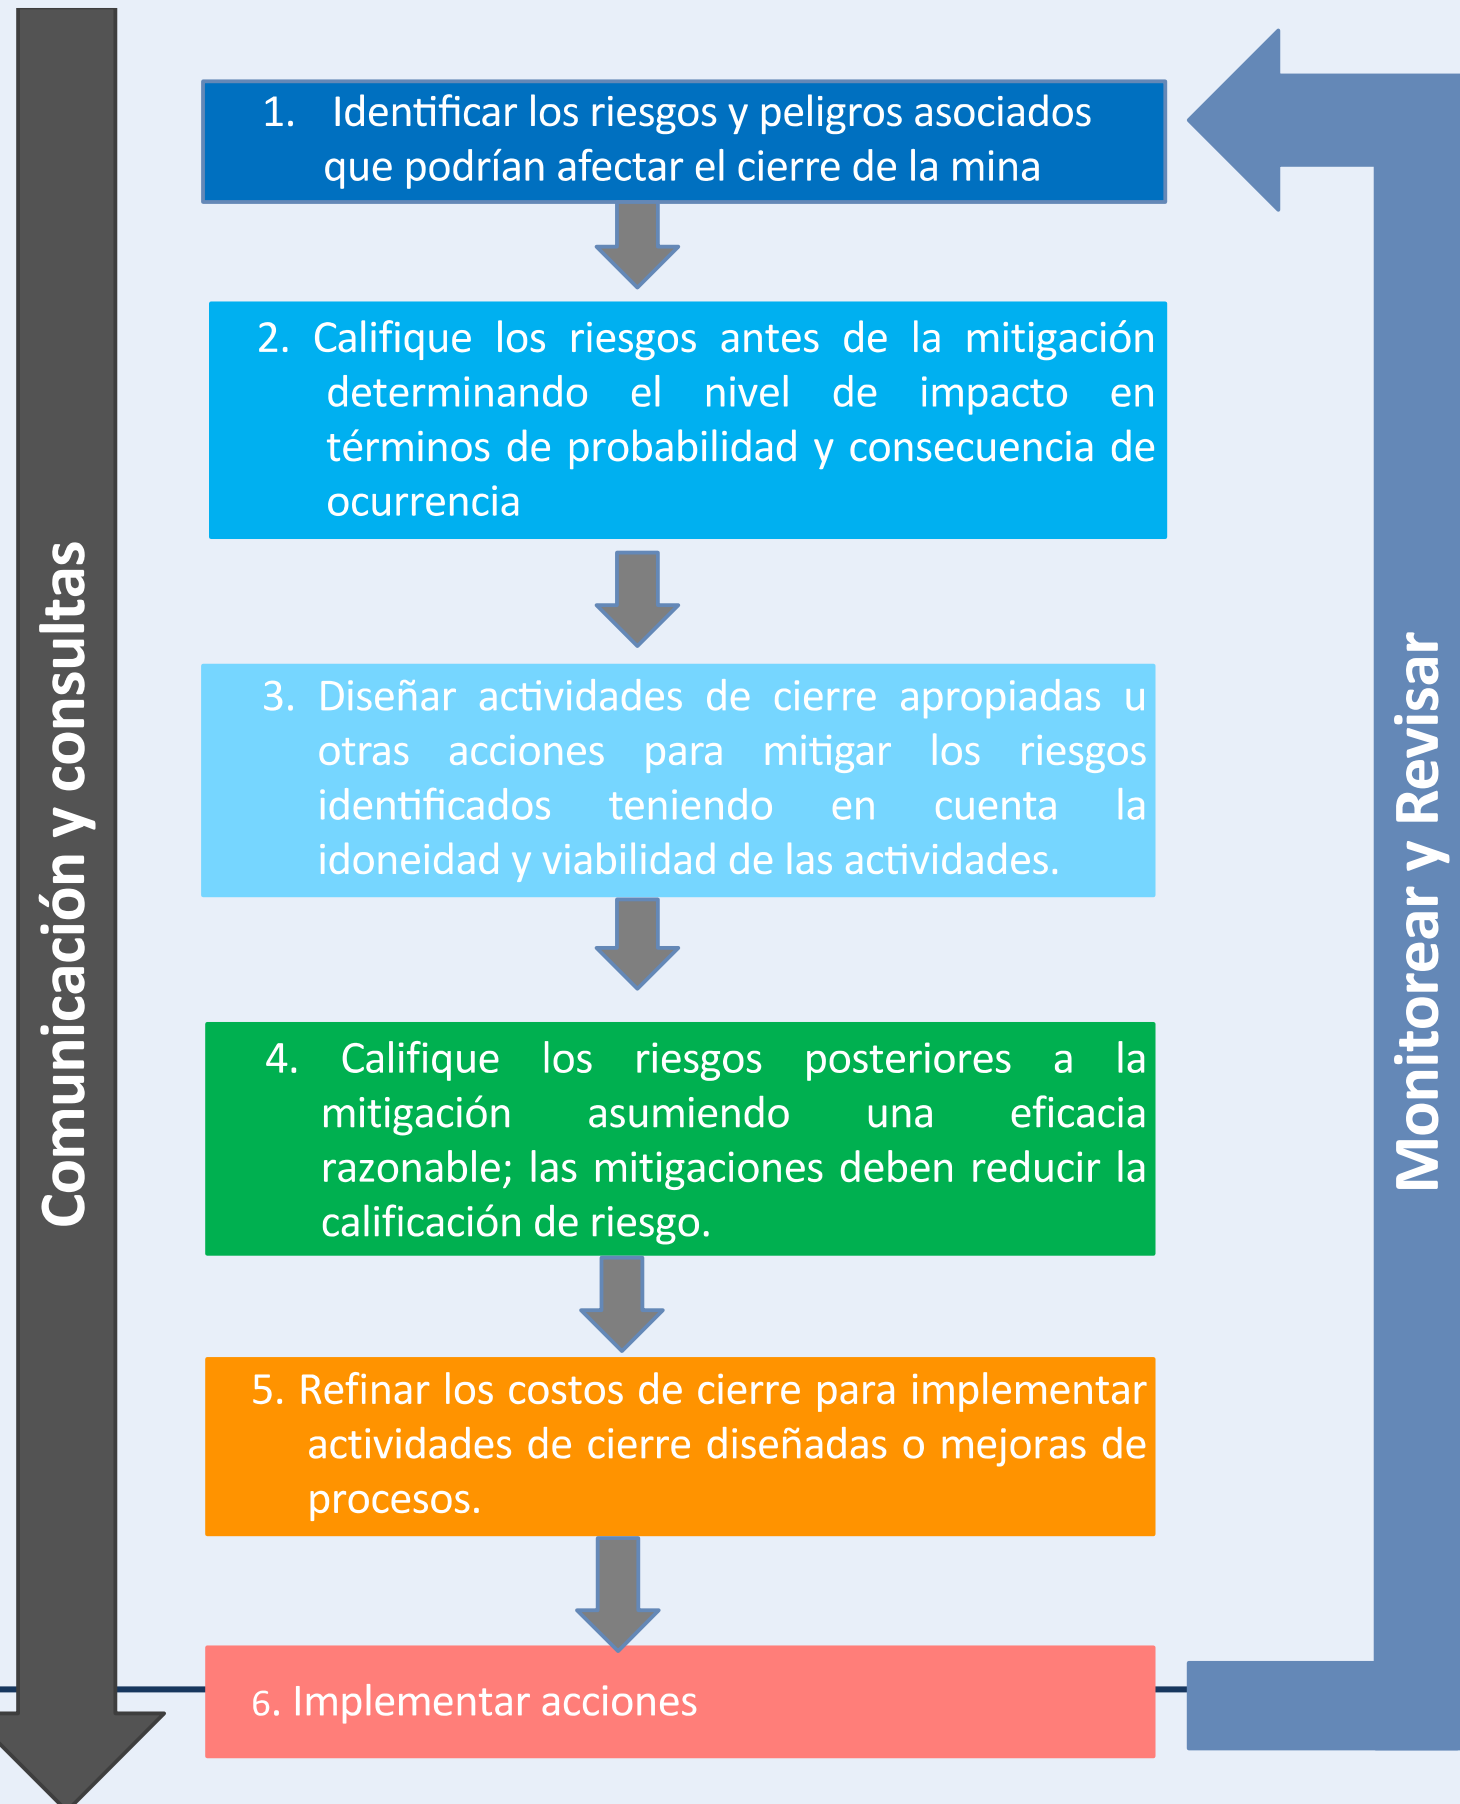 1. Identificar los riesgos y peligros asociados
que podrían afectar el cierre de la mina
2. Califique los riesgos antes de la mitigación
determinando el nivel de impacto en
términos de probabilidad y consecuencia de
ocurrencia
3. Diseñar actividades de cierre apropiadas u
otras acciones para mitigar los riesgos
identificados teniendo en cuenta la
idoneidad y viabilidad de las actividades.
4. Califique los riesgos posteriores a la
mitigación asumiendo una eficacia
razonable; las mitigaciones deben reducir la
calificación de riesgo.
5. Refinar los costos de cierre para implementar
actividades de cierre diseñadas o mejoras de
procesos.
6. Implementar acciones
Comunicación y consultas
Monitorear y Revisar